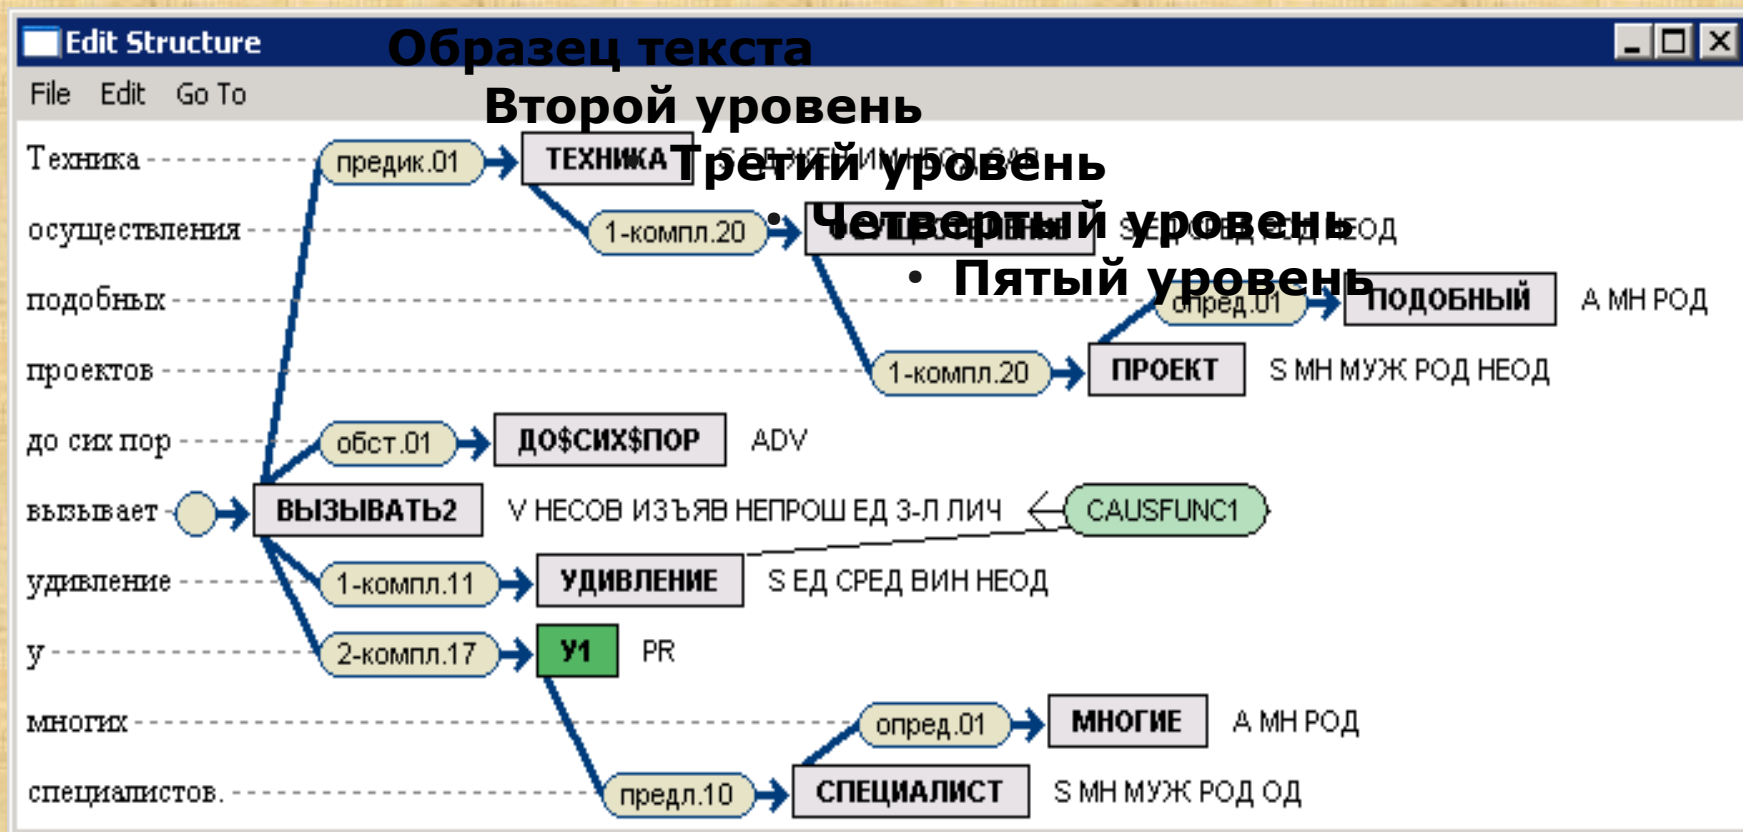 Edit Structure
Образец текста
File Edit Go To
Второй уровень
Техника предик.01 ТЕХНИКА
Третий уровень
осуществления 1-компл.20
• Четвертый уровень
• Пятый уровень
подобных опред.01 ПОДОБНЫЙ А МН РОД
проектов 1-компл.20 ПРОЕКТ S МН МУЖ РОД НЕОД
до сих пор обст.01 ДО$СИХ$ПОР ADV
вызывает ВЫЗЫВАТЬ2 V НЕСОВ ИЗЪЯВ НЕПРОШ ЕД 3-Л ЛИЧ CAUSFUNC1
удивление 1-компл.11 УДИВЛЕНИЕ S ЕД СРЕД ВИН НЕОД
у 2-компл.17 У1 PR
многих опред.01 МНОГИЕ А МН РОД
специалистов. предл.10 СПЕЦИАЛИСТ S МН МУЖ РОД ОД